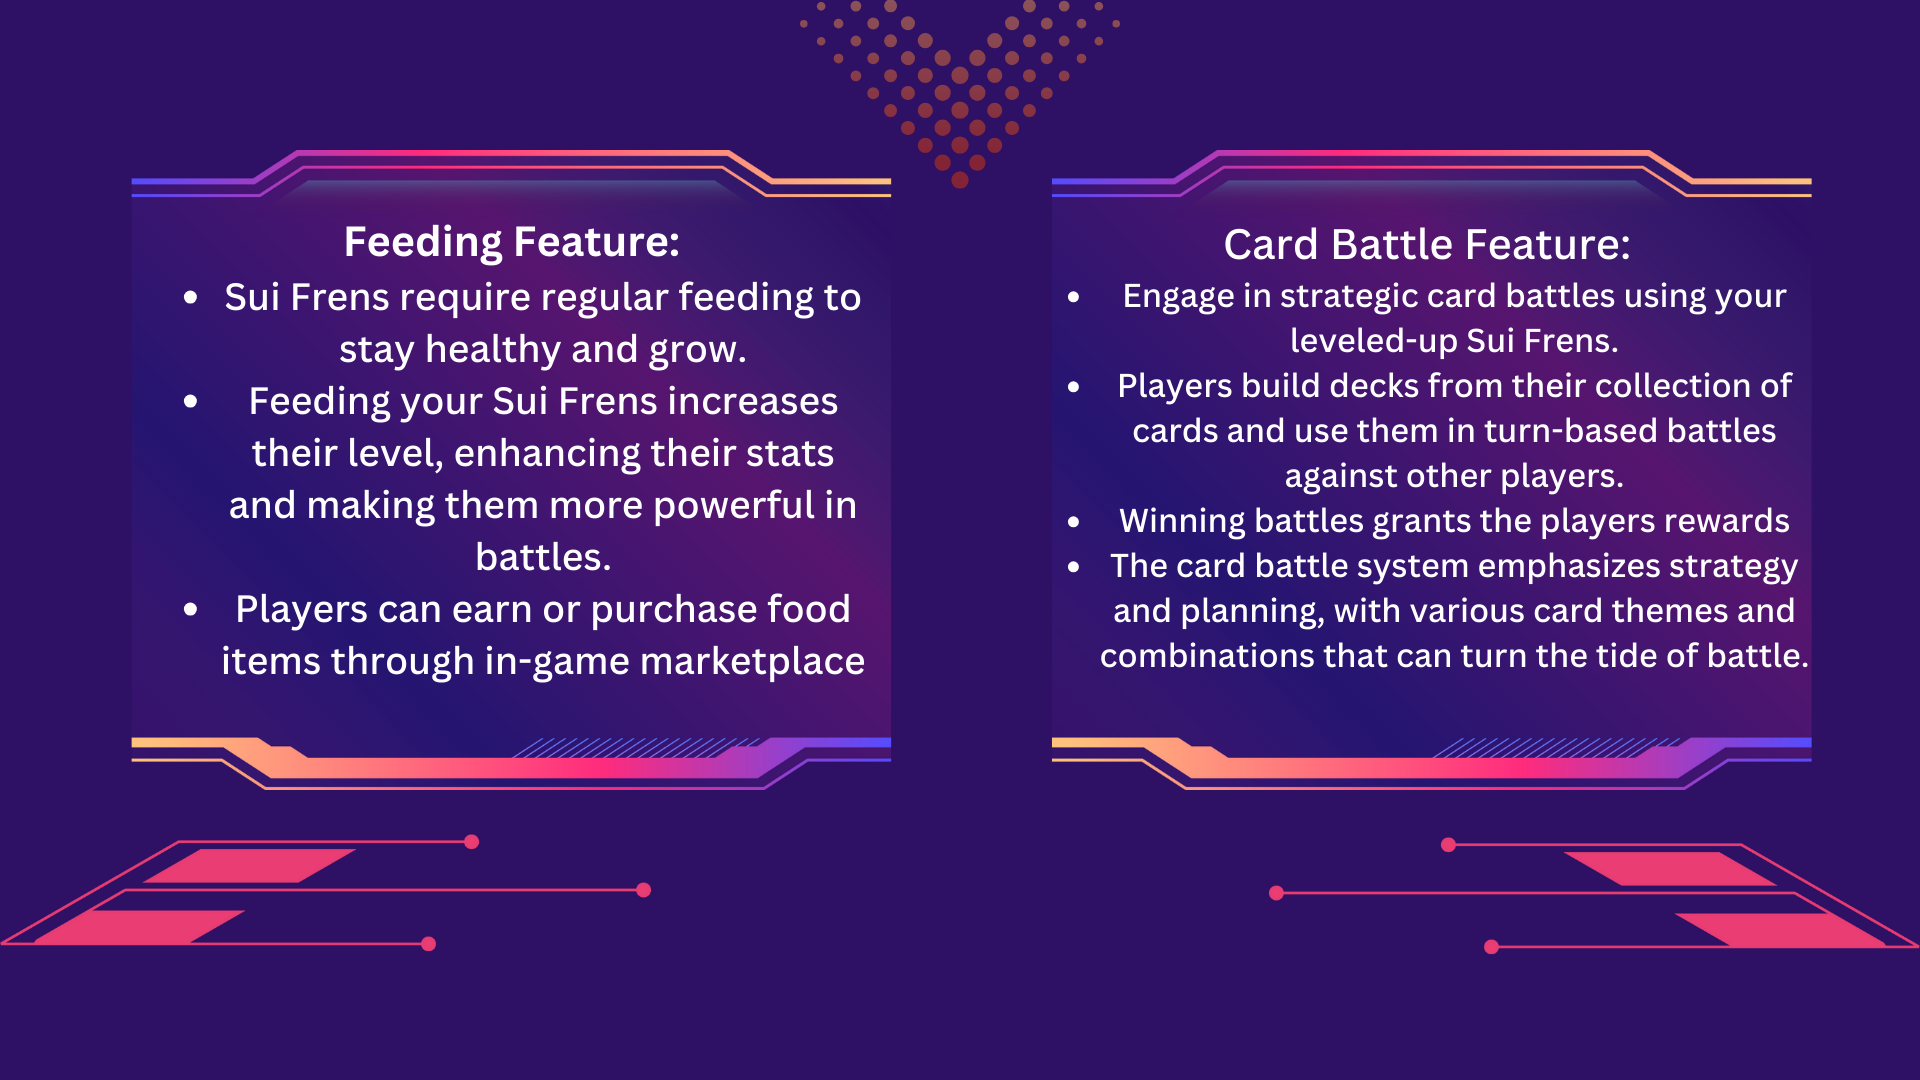 Feeding Feature:
• Sui Frens require regular feeding to
stay healthy and grow.
• Feeding your Sui Frens increases
their level, enhancing their stats
and making them more powerful in
battles.
• Players can earn or purchase food
items through in-game marketplace
Card Battle Feature:
• Engage in strategic card battles using your
leveled-up Sui Frens.
• Players build decks from their collection of
cards and use them in turn-based battles
against other players.
• Winning battles grants the players rewards
• The card battle system emphasizes strategy
and planning, with various card themes and
combinations that can turn the tide of battle.